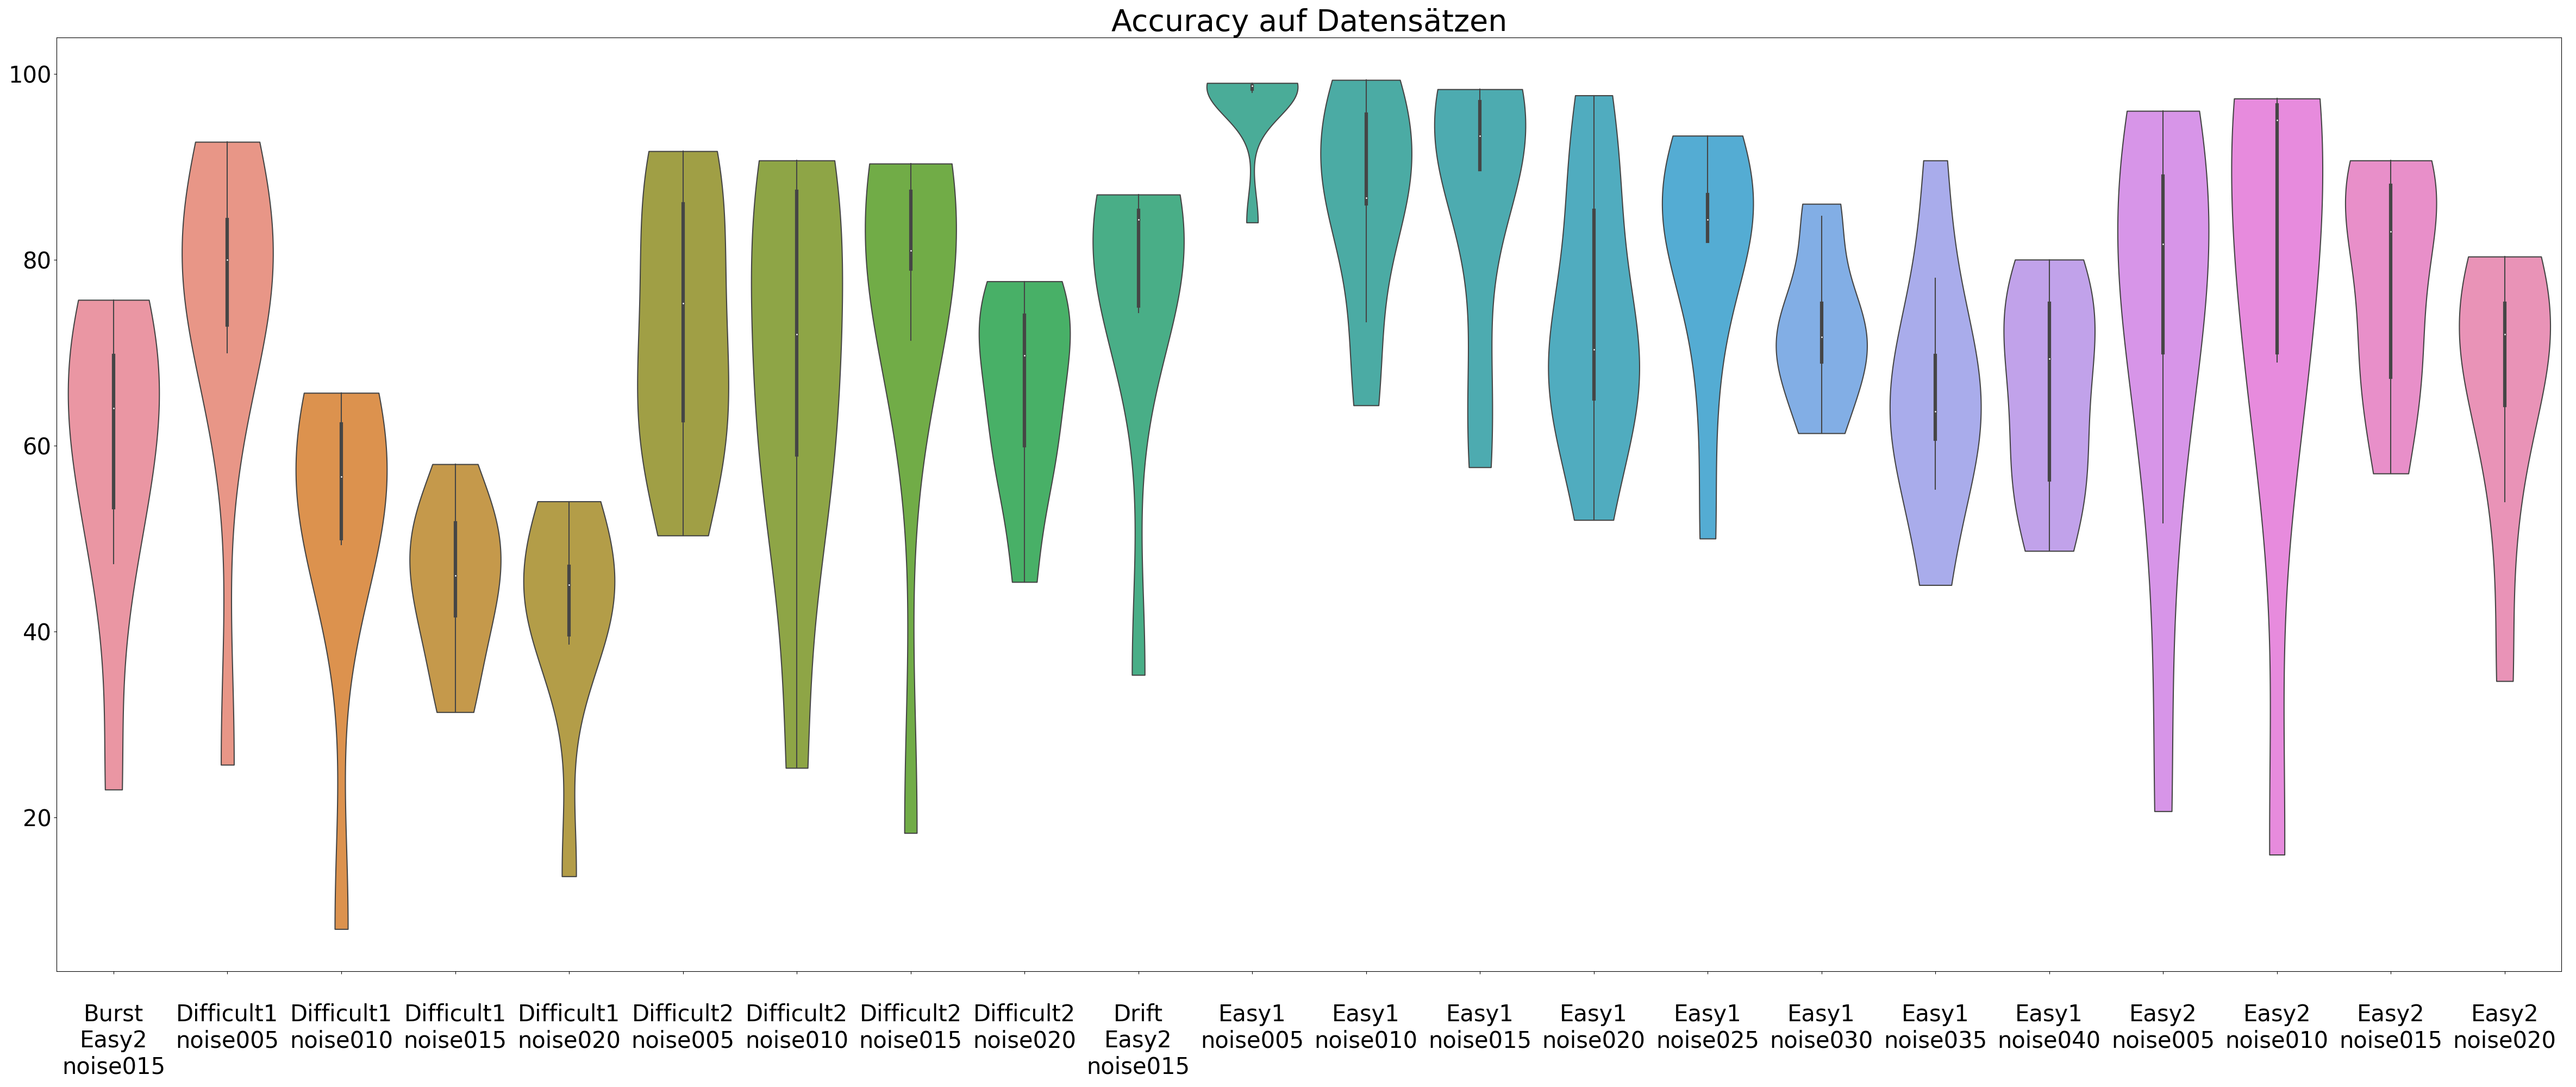 Accuracy auf Datensätzen
100
80
60
40
20
Burst
Easy2
noise015
Difficult1
noise005
Difficult1
noise010
Difficult1
noise015
Difficult1
noise020
Difficult2
noise005
Difficult2
noise010
Difficult2
noise015
Difficult2
noise020
Drift
Easy2
noise015
Easy1
noise005
Easy1
noise010
Easy1
noise015
Easy1
noise020
Easy1
noise025
Easy1
noise030
Easy1
noise035
Easy1
noise040
Easy2
noise005
Easy2
noise010
Easy2
noise015
Easy2
noise020